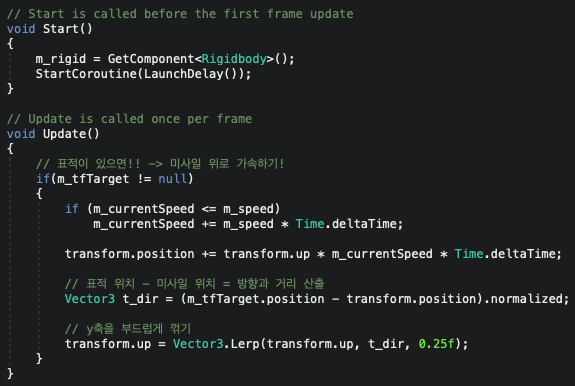 // Start is called before the first frame update
void Start()
{
    m_rigid = GetComponent<Rigidbody>();
    StartCoroutine(LaunchDelay());
}

// Update is called once per frame
void Update()
{
    // 표적이 있으면!! -> 미사일 위로 가속하기!
    if(m_tfTarget != null)
    {
        if (m_currentSpeed <= m_speed)
            m_currentSpeed += m_speed * Time.deltaTime;

        transform.position += transform.up * m_currentSpeed * Time.deltaTime;

        // 표적 위치 - 미사일 위치 = 방향과 거리 산출
        Vector3 t_dir = (m_tfTarget.position - transform.position).normalized;

        // y축을 부드럽게 꺾기
        transform.up = Vector3.Lerp(transform.up, t_dir, 0.25f);
    }
}